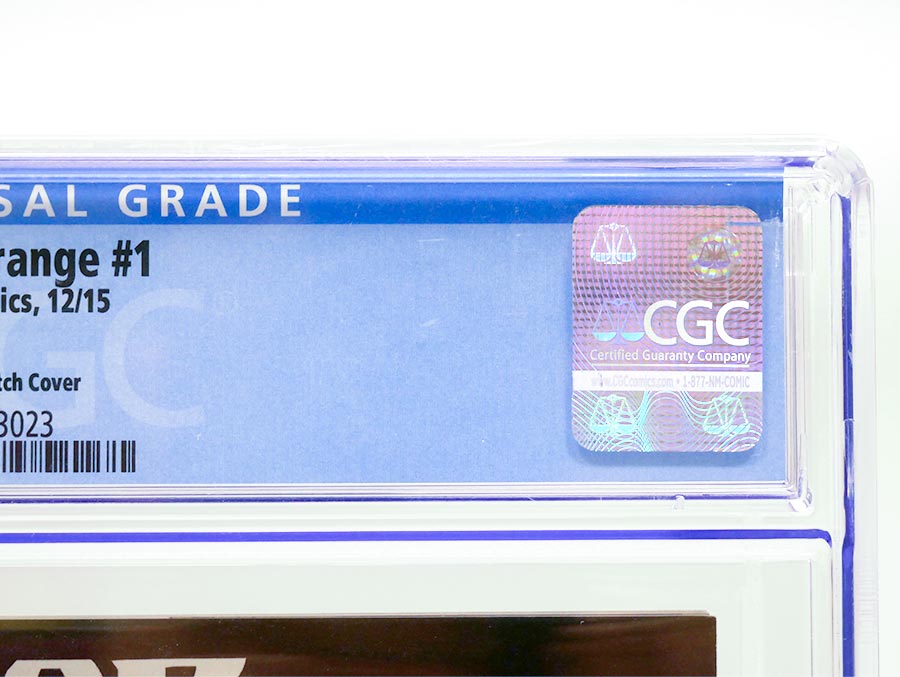 SAL GRADE
range #1
ics, 12/15
CGC
tch Cover
3023
CGC
Certified Guaranty Company
www.CGCcomics.com • 1-877-NM-COMIC